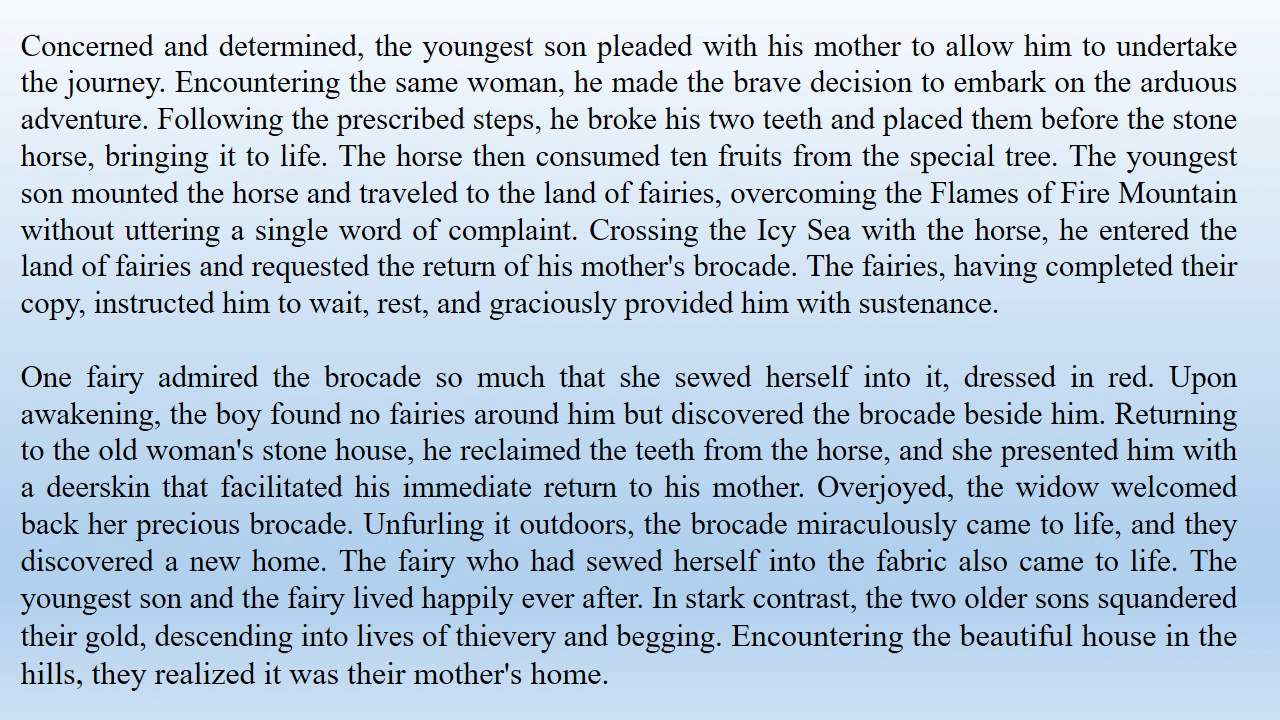 Concerned and determined, the youngest son pleaded with his mother to allow him to undertake
the journey. Encountering the same woman, he made the brave decision to embark on the arduous
adventure. Following the prescribed steps, he broke his two teeth and placed them before the stone
horse, bringing it to life. The horse then consumed ten fruits from the special tree. The youngest
son mounted the horse and traveled to the land of fairies, overcoming the Flames of Fire Mountain
without uttering a single word of complaint. Crossing the Icy Sea with the horse, he entered the
land of fairies and requested the return of his mother's brocade. The fairies, having completed their
copy, instructed him to wait, rest, and graciously provided him with sustenance.
One fairy admired the brocade so much that she sewed herself into it, dressed in red. Upon
awakening, the boy found no fairies around him but discovered the brocade beside him. Returning
to the old woman's stone house, he reclaimed the teeth from the horse, and she presented him with
a deerskin that facilitated his immediate return to his mother. Overjoyed, the widow welcomed
back her precious brocade. Unfurling it outdoors, the brocade miraculously came to life, and they
discovered a new home. The fairy who had sewed herself into the fabric also came to life. The
youngest son and the fairy lived happily ever after. In stark contrast, the two older sons squandered
their gold, descending into lives of thievery and begging. Encountering the beautiful house in the
hills, they realized it was their mother's home.